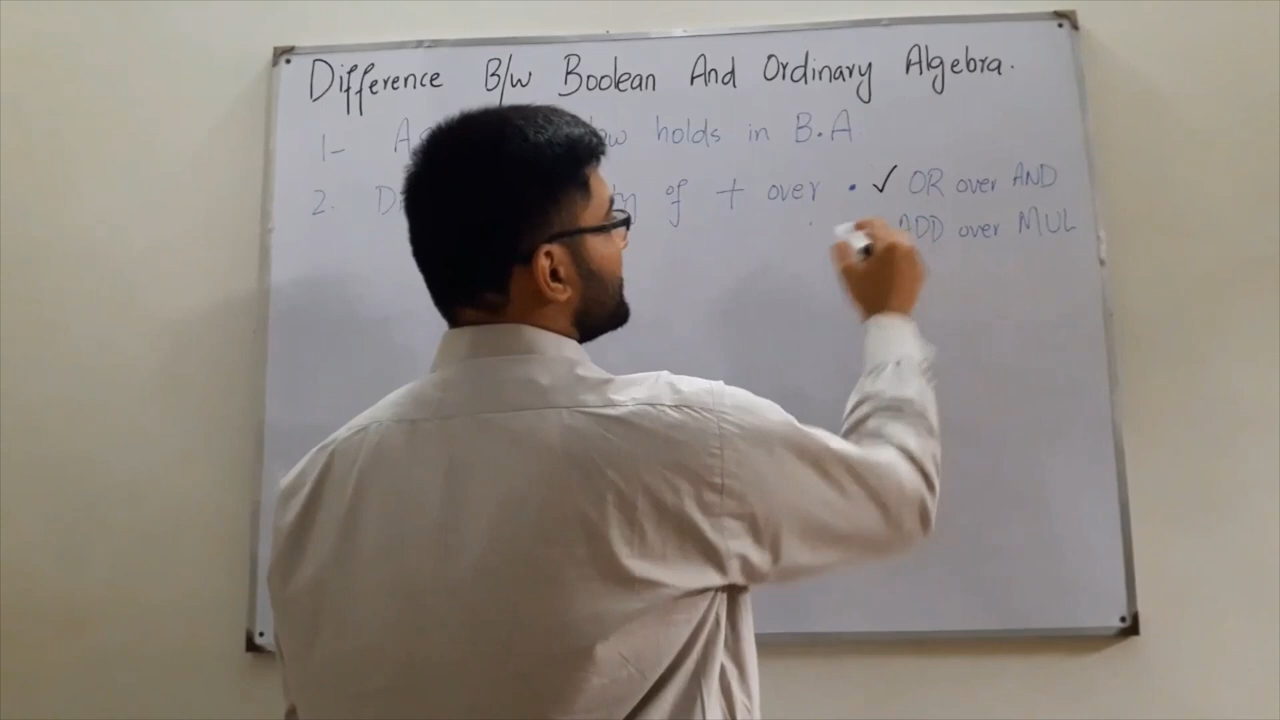 Difference B/w Boolean And Ordinary Algebra.
1- holds in B.A
2. of + over • ✓ OR over AND
ADD over MUL